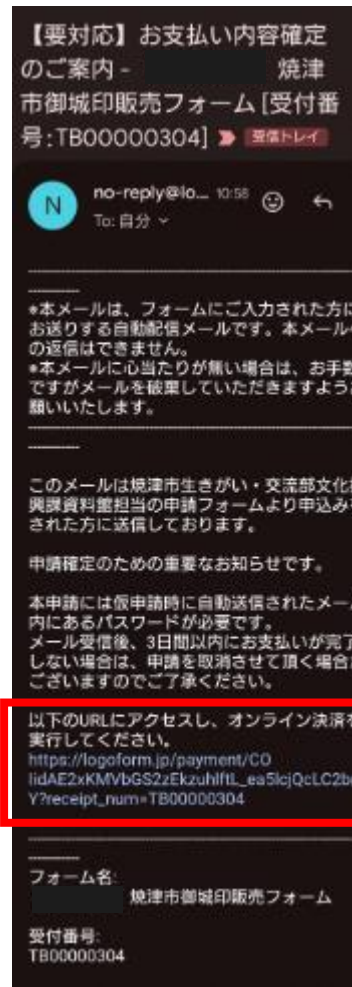 【要対応】お支払い内容確定
のご案内 - 焼津
市御城印販売フォーム [受付番
号:TB00000304] 受信トレイ
N no-reply@lo... 10:58
To: 自分
*本メールは、フォームにご入力された方に
お送りする自動配信メールです。本メール
の返信はできません。
*本メールに心当たりが無い場合は、お手数
ですがメールを破棄していただきますよう
願いいたします。
このメールは焼津市生きがい・交流部文化
興課資料館担当の申請フォームより申込み
された方に送信しております。
申請確定のための重要なお知らせです。
本申請には仮申請時に自動送信されたメー
内にあるパスワードが必要です。
メール受信後、3日間以内にお支払いが完了
しない場合は、申請を取消させて頂く場合
ございますのでご了承ください。
以下のURLにアクセスし、オンライン決済を
実行してください。
https://logoform.jp/payment/CO
Y?receipt_num=TB00000304
フォーム名:
焼津市御城印販売フォーム
受付番号:
TB00000304